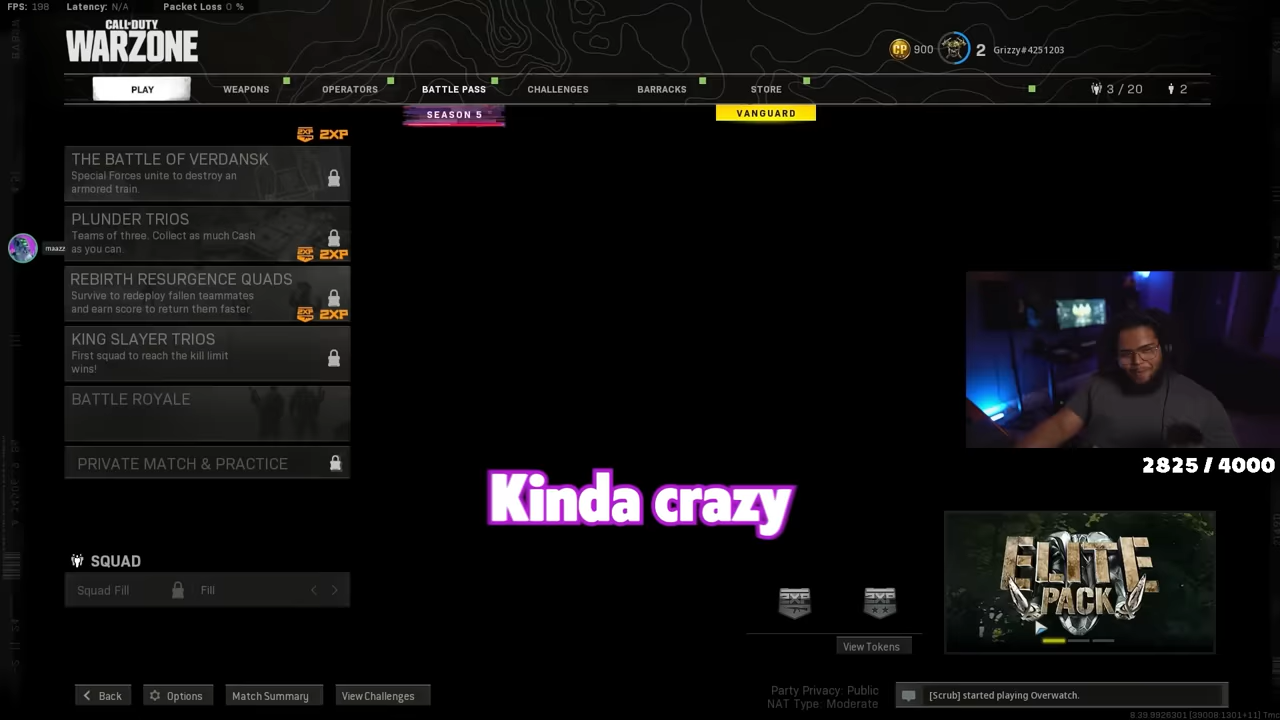 FPS: 198 Latency: N/A Packet Loss 0 %
CALL OF DUTY
WARZONE
CP 900 2 Grizzy#4251203
PLAY WEAPONS OPERATORS BATTLE PASS CHALLENGES BARRACKS STORE 3 / 20 2
SEASON 5 VANGUARD
2XP 2XP
THE BATTLE OF VERDANSK
Special Forces unite to destroy an
armored train.
PLUNDER TRIOS
Teams of three. Collect as much Cash
as you can.
2XP 2XP
maazz
REBIRTH RESURGENCE QUADS
Survive to redeploy fallen teammates
and earn score to return them faster.
2XP 2XP
KING SLAYER TRIOS
First squad to reach the kill limit
wins!
BATTLE ROYALE
PRIVATE MATCH & PRACTICE
2825 / 4000
Kinda crazy
ELITE
PACK
SQUAD
Squad Fill Fill
2XP 2XP
View Tokens
Back Options Match Summary View Challenges
Party Privacy: Public
NAT Type: Moderate
[Scrub] started playing Overwatch.